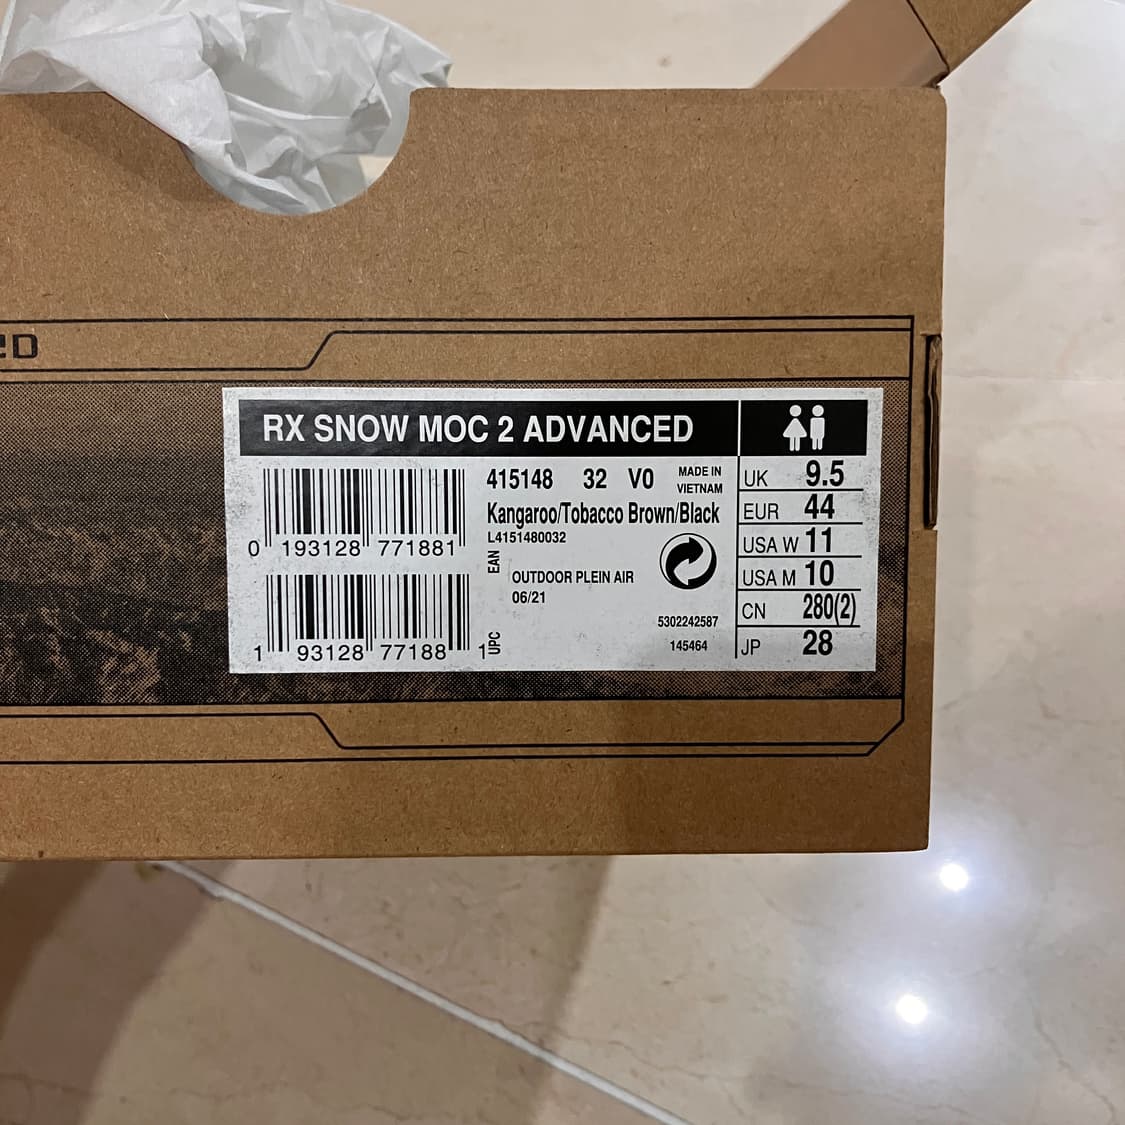 RX SNOW MOC 2 ADVANCED
415148 32 V0
MADE IN
VIETNAM
Kangaroo/Tobacco Brown/Black
L4151480032
0 193128 771881
EAN
OUTDOOR PLEIN AIR
06/21
1 93128 77188 1
UPC
5302242587
145464
UK 9.5
EUR 44
USA W 11
USA M 10
CN 280(2)
JP 28